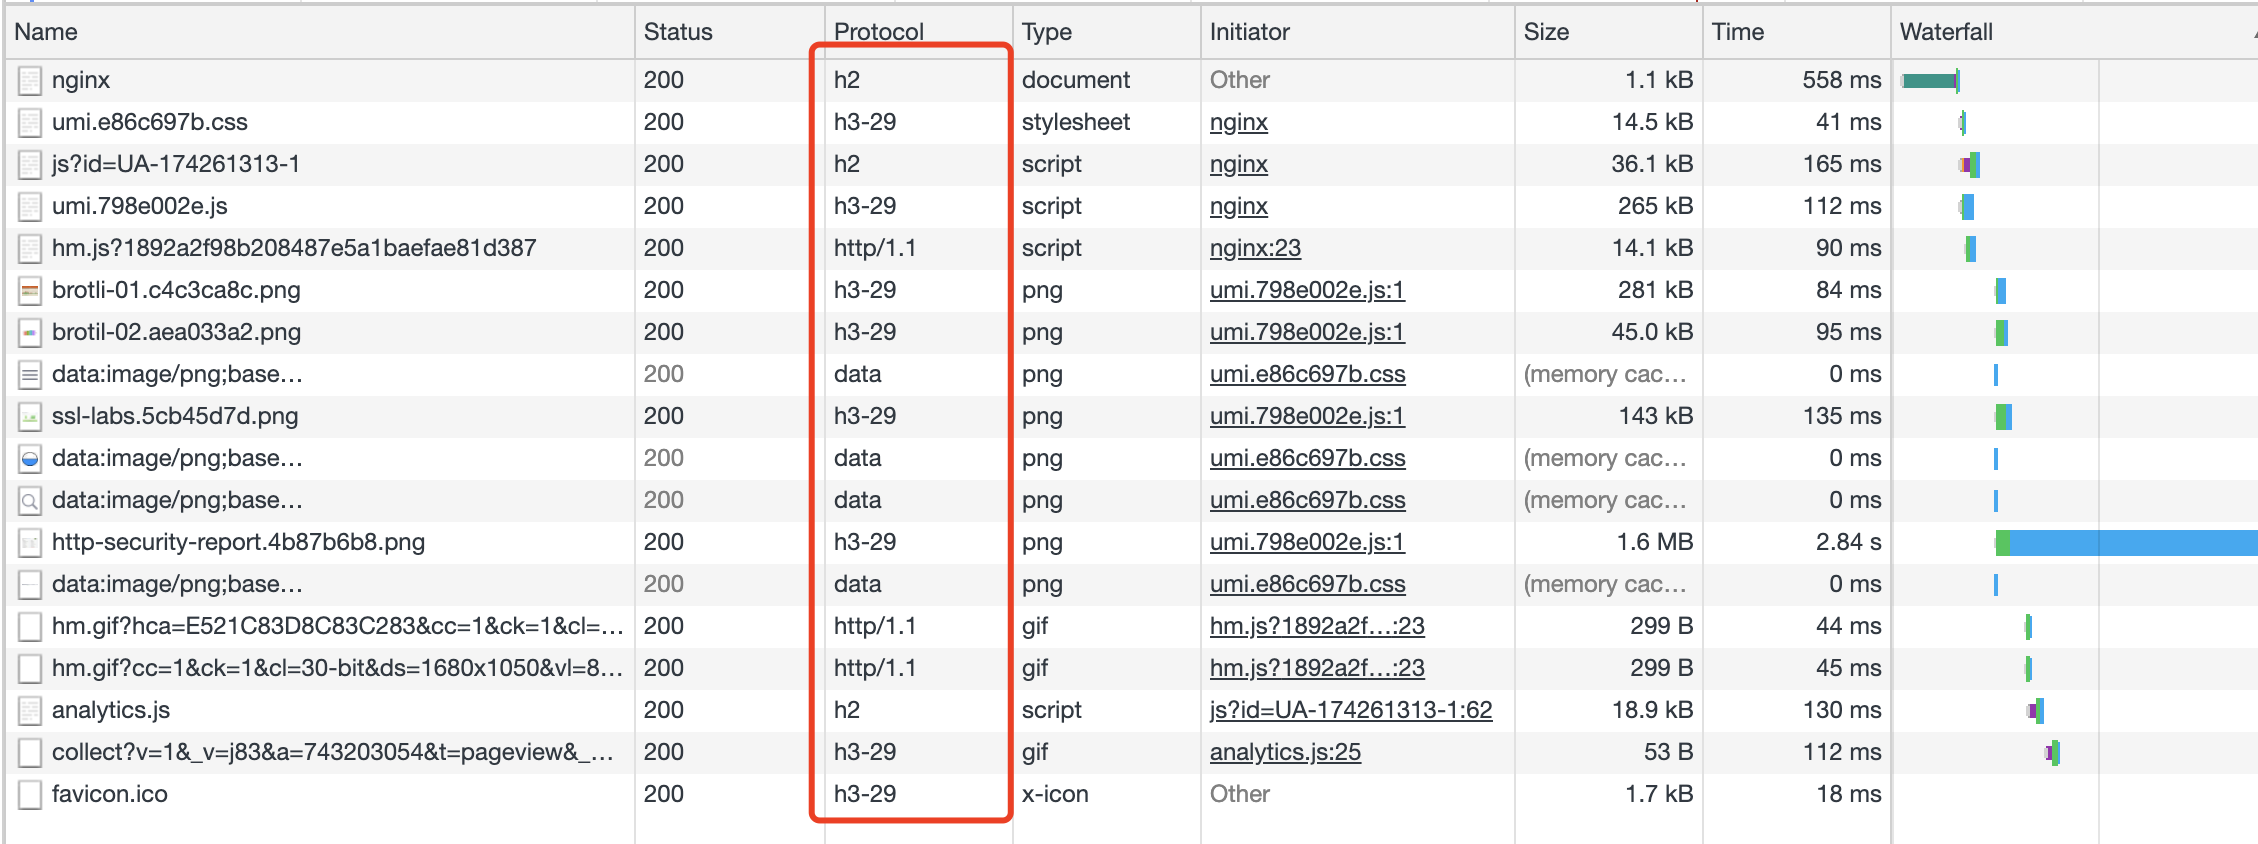 Name Status Protocol Type Initiator Size Time Waterfall
nginx 200 h2 document Other 1.1 kB 558 ms
umi.e86c697b.css 200 h3-29 stylesheet nginx 14.5 kB 41 ms
js?id=UA-174261313-1 200 h2 script nginx 36.1 kB 165 ms
umi.798e002e.js 200 h3-29 script nginx 265 kB 112 ms
hm.js?1892a2f98b208487e5a1baefae81d387 200 http/1.1 script nginx:23 14.1 kB 90 ms
brotli-01.c4c3ca8c.png 200 h3-29 png umi.798e002e.js:1 281 kB 84 ms
brotil-02.aea033a2.png 200 h3-29 png umi.798e002e.js:1 45.0 kB 95 ms
data:image/png;base… 200 data png umi.e86c697b.css (memory cac… 0 ms
ssl-labs.5cb45d7d.png 200 h3-29 png umi.798e002e.js:1 143 kB 135 ms
data:image/png;base… 200 data png umi.e86c697b.css (memory cac… 0 ms
data:image/png;base… 200 data png umi.e86c697b.css (memory cac… 0 ms
http-security-report.4b87b6b8.png 200 h3-29 png umi.798e002e.js:1 1.6 MB 2.84 s
data:image/png;base… 200 data png umi.e86c697b.css (memory cac… 0 ms
hm.gif?hca=E521C83D8C83C283&cc=1&ck=1&cl=… 200 http/1.1 gif hm.js?1892a2f…:23 299 B 44 ms
hm.gif?cc=1&ck=1&cl=30-bit&ds=1680x1050&vl=8… 200 http/1.1 gif hm.js?1892a2f…:23 299 B 45 ms
analytics.js 200 h2 script js?id=UA-174261313-1:62 18.9 kB 130 ms
collect?v=1&_v=j83&a=743203054&t=pageview&_… 200 h3-29 gif analytics.js:25 53 B 112 ms
favicon.ico 200 h3-29 x-icon Other 1.7 kB 18 ms